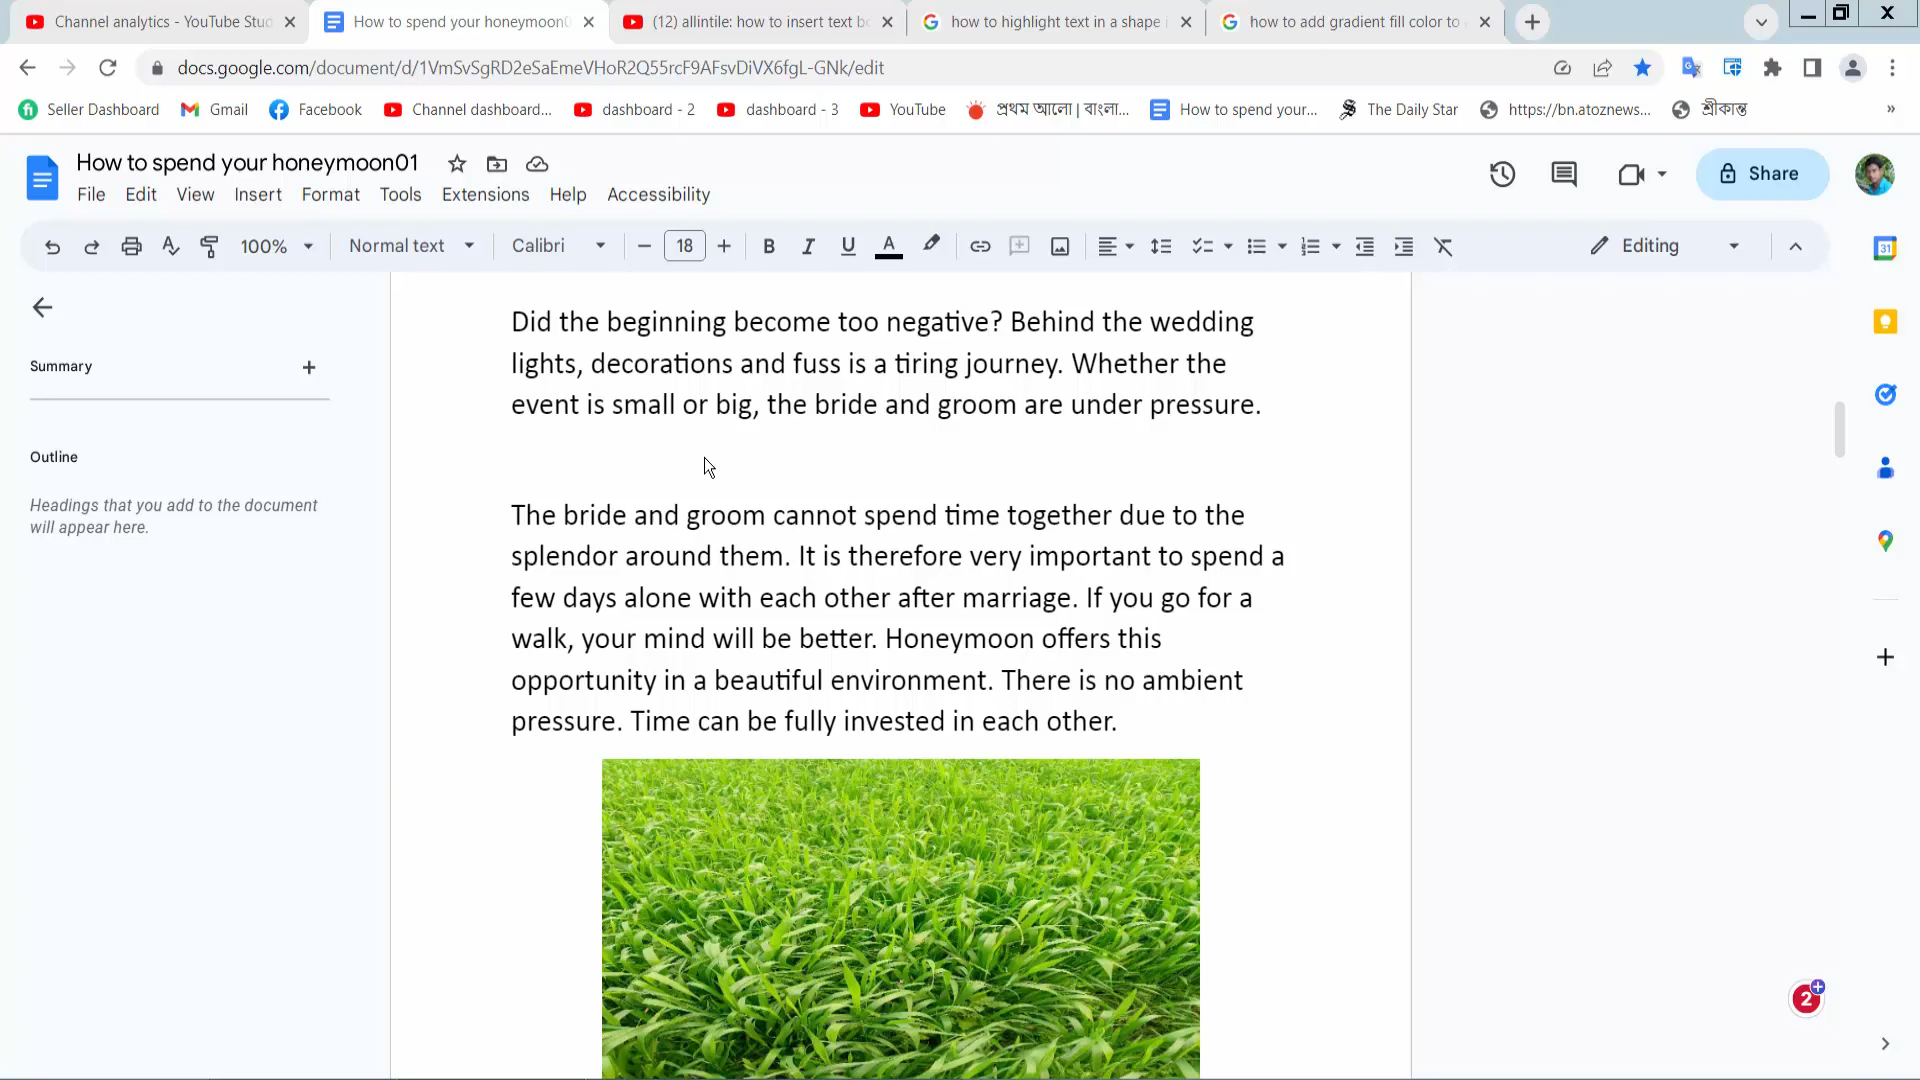 Channel analytics - YouTube Stud
How to spend your honeymoon0
(12) allintile: how to insert text bo
how to highlight text in a shape i
how to add gradient fill color to
docs.google.com/document/d/1VmSvSgRD2eSaEmeVHoR2Q55rcF9AFsvDiVX6fgL-GNk/edit
Seller Dashboard Gmail Facebook Channel dashboard... dashboard - 2 dashboard - 3 YouTube প্রথম আলো | বাংলা... How to spend your... The Daily Star https://bn.atoznews... শ্রীকান্ত »
How to spend your honeymoon01
File Edit View Insert Format Tools Extensions Help Accessibility
Share
100% Normal text Calibri 18 B I U A Editing
31
Summary
Outline
Headings that you add to the document
will appear here.
Did the beginning become too negative? Behind the wedding
lights, decorations and fuss is a tiring journey. Whether the
event is small or big, the bride and groom are under pressure.
The bride and groom cannot spend time together due to the
splendor around them. It is therefore very important to spend a
few days alone with each other after marriage. If you go for a
walk, your mind will be better. Honeymoon offers this
opportunity in a beautiful environment. There is no ambient
pressure. Time can be fully invested in each other.
2